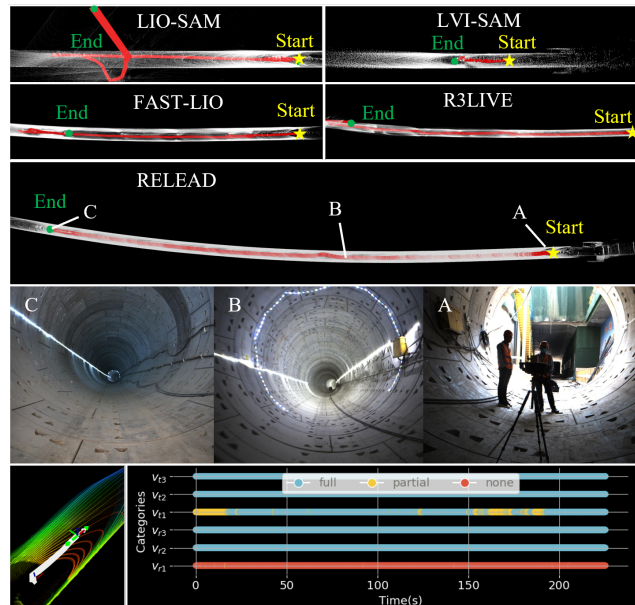 LIO-SAM
End
Start
LVI-SAM
End
Start
FAST-LIO
End
Start
R3LIVE
End
Start
RELEAD
End
C
B
A
Start
C
B
A
full partial none
Categories
v_t3
v_t2
v_t1
v_r3
v_r2
v_r1
0 50 100 150 200
Time(s)